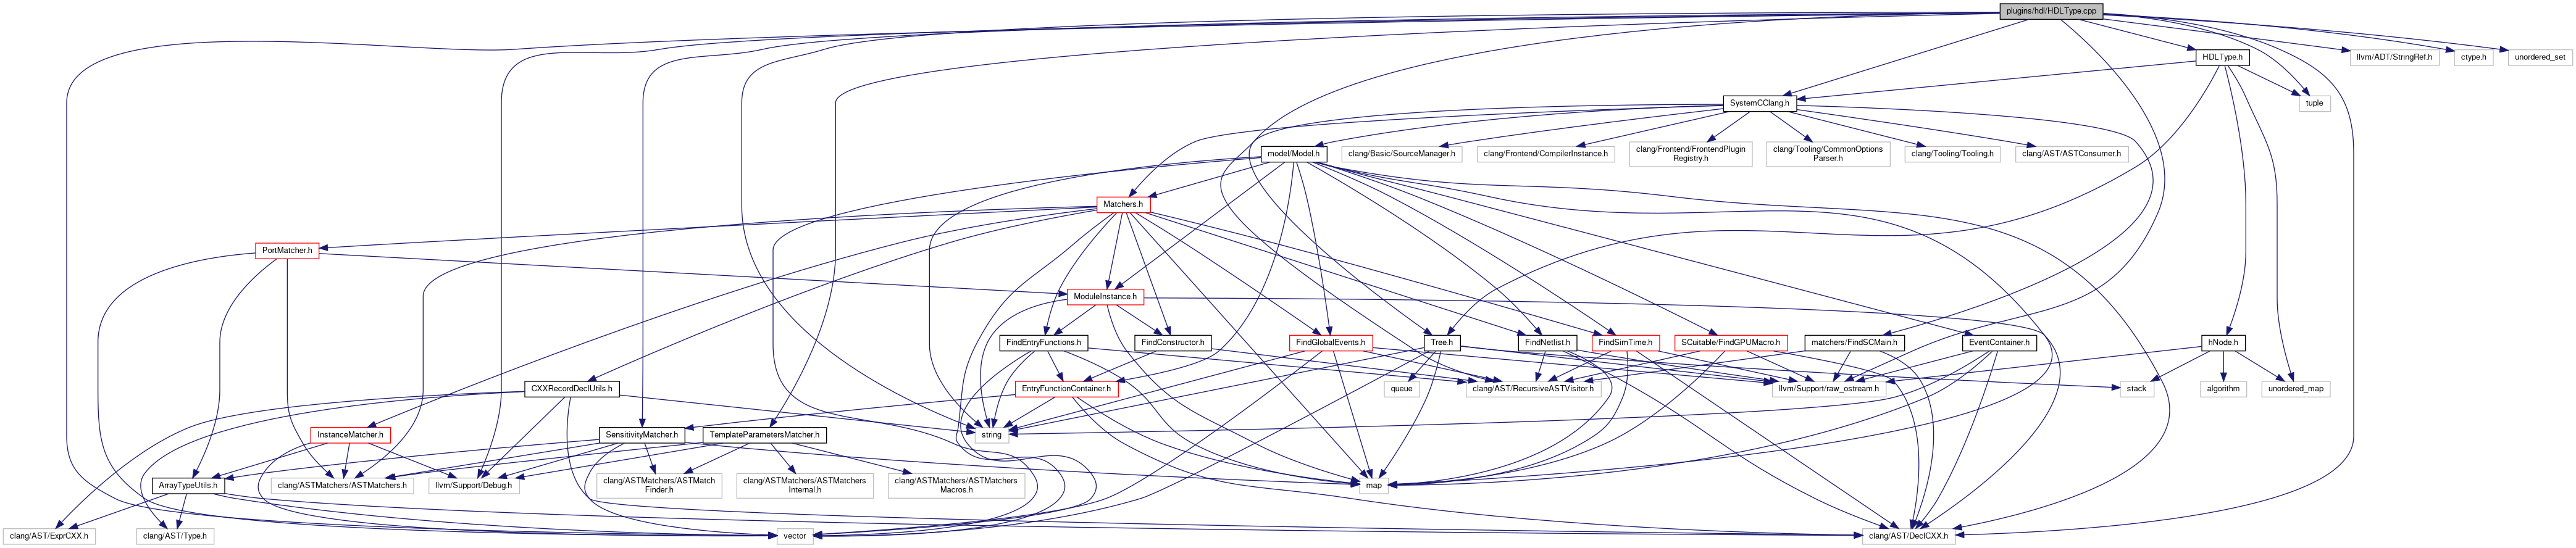 plugins/hdl/HDLType.cpp
HDLType.h
llvm/ADT/StringRef.h
ctype.h
unordered_set
SystemCClang.h
tuple
model/Model.h
clang/Basic/SourceManager.h
clang/Frontend/CompilerInstance.h
clang/Frontend/FrontendPlugin
Registry.h
clang/Tooling/CommonOptions
Parser.h
clang/Tooling/Tooling.h
clang/AST/ASTConsumer.h
Matchers.h
PortMatcher.h
ModuleInstance.h
FindEntryFunctions.h
FindConstructor.h
FindGlobalEvents.h
Tree.h
FindNetlist.h
FindSimTime.h
SCuitable/FindGPUMacro.h
matchers/FindSCMain.h
EventContainer.h
hNode.h
CXXRecordDeclUtils.h
EntryFunctionContainer.h
queue
clang/AST/RecursiveASTVisitor.h
llvm/Support/raw_ostream.h
stack
algorithm
unordered_map
InstanceMatcher.h
SensitivityMatcher.h
TemplateParametersMatcher.h
string
ArrayTypeUtils.h
clang/ASTMatchers/ASTMatchers.h
llvm/Support/Debug.h
clang/ASTMatchers/ASTMatch
Finder.h
clang/ASTMatchers/ASTMatchers
Internal.h
clang/ASTMatchers/ASTMatchers
Macros.h
map
clang/AST/ExprCXX.h
clang/AST/Type.h
vector
clang/AST/DeclCXX.h